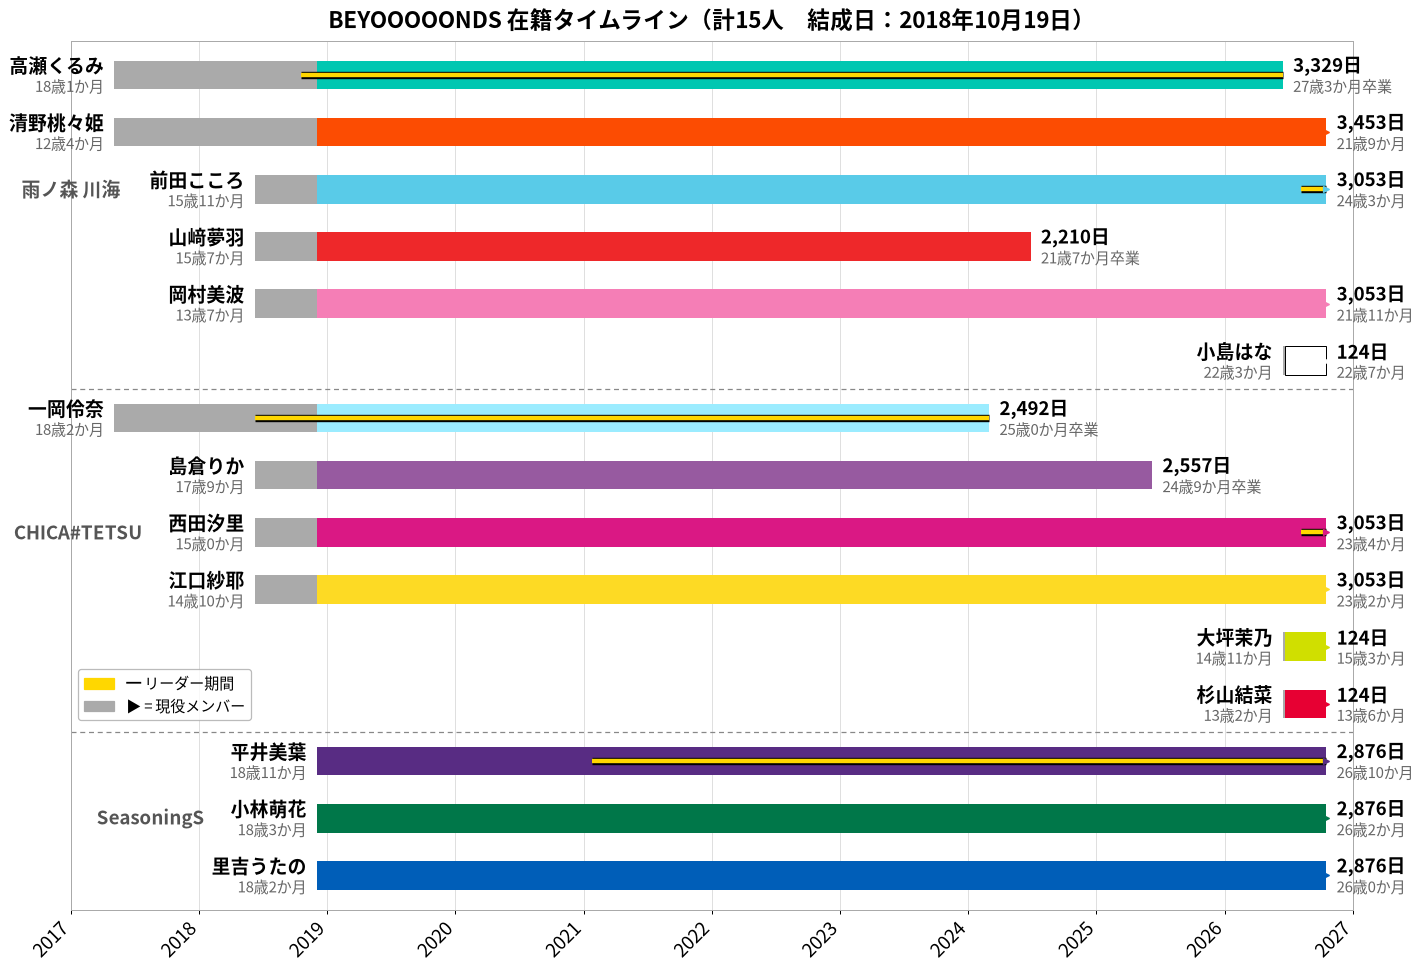 BEYOOOOONDS 在籍タイムライン（計15人　結成日：2018年10月19日）
高瀬くるみ
18歳1か月
3,329日
27歳3か月卒業
清野桃々姫
12歳4か月
3,453日
21歳9か月
雨ノ森 川海
前田こころ
15歳11か月
3,053日
24歳3か月
山﨑夢羽
15歳7か月
2,210日
21歳7か月卒業
岡村美波
13歳7か月
3,053日
21歳11か月
小島はな
22歳3か月
124日
22歳7か月
一岡伶奈
18歳2か月
2,492日
25歳0か月卒業
島倉りか
17歳9か月
2,557日
24歳9か月卒業
CHICA#TETSU
西田汐里
15歳0か月
3,053日
23歳4か月
江口紗耶
14歳10か月
3,053日
23歳2か月
大坪茉乃
14歳11か月
124日
15歳3か月
ー リーダー期間
▶ = 現役メンバー
杉山結菜
13歳2か月
124日
13歳6か月
平井美葉
18歳11か月
2,876日
26歳10か月
SeasoningS
小林萌花
18歳3か月
2,876日
26歳2か月
里吉うたの
18歳2か月
2,876日
26歳0か月
2017
2018
2019
2020
2021
2022
2023
2024
2025
2026
2027